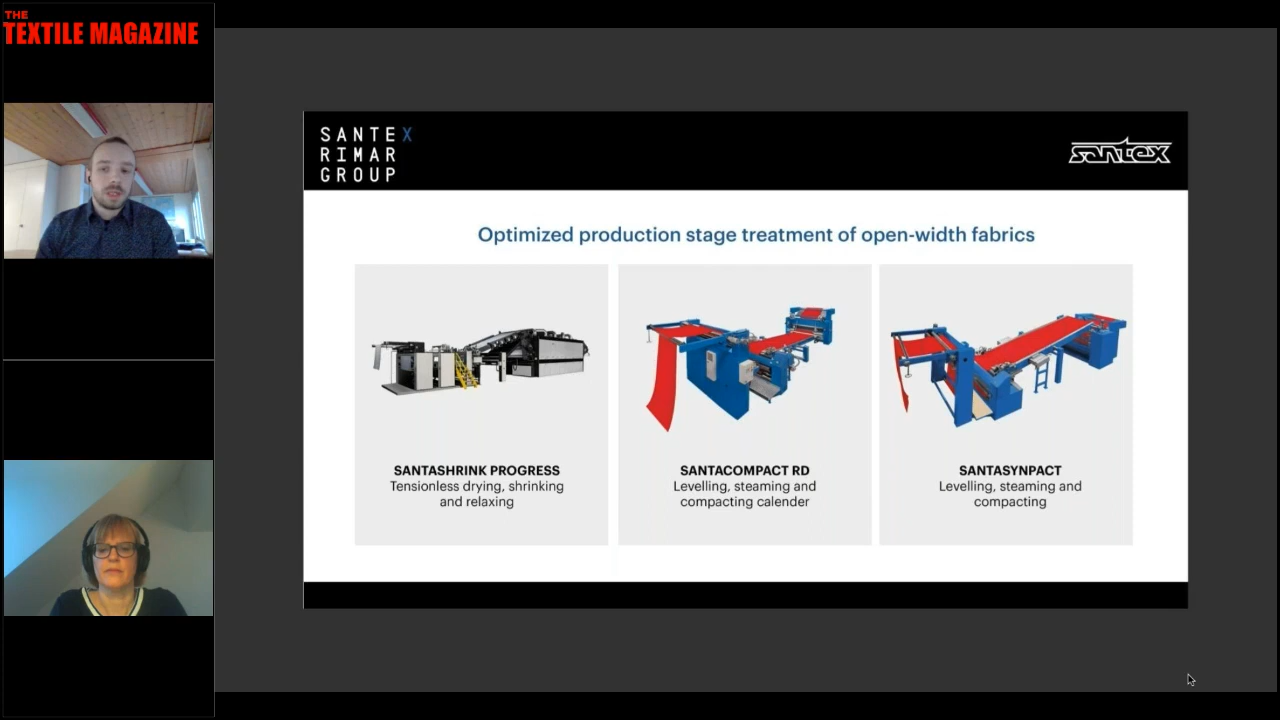 THE
TEXTILE MAGAZINE
SANTEX
RIMAR
GROUP
santex
Optimized production stage treatment of open-width fabrics
SANTASHRINK PROGRESS
Tensionless drying, shrinking
and relaxing
SANTACOMPACT RD
Levelling, steaming and
compacting calender
SANTASYNPACT
Levelling, steaming and
compacting